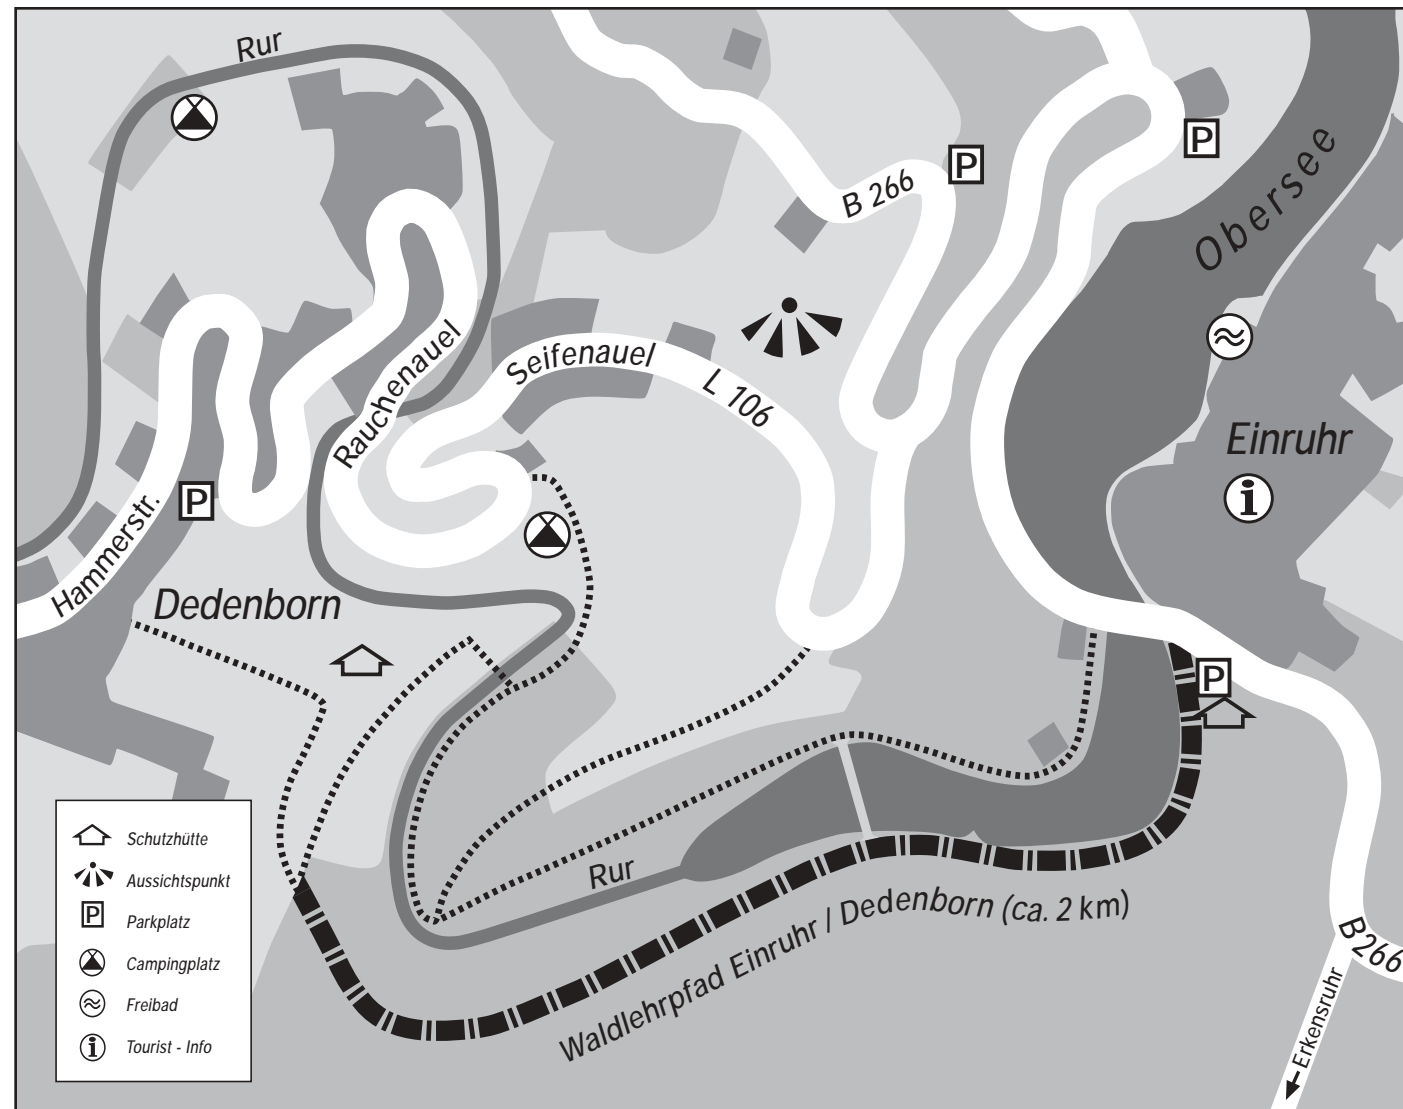 Rur
P
P
B 266
Obersee
Rauchenauel
Seifenauel
L 106
Einruhr
i
P
Hammerstr.
Dedenborn
P
Rur
Waldlehrpfad Einruhr / Dedenborn (ca. 2 km)
B 266
Erkensruhr
Schutzhütte
Aussichtspunkt
P Parkplatz
Campingplatz
Freibad
i Tourist - Info